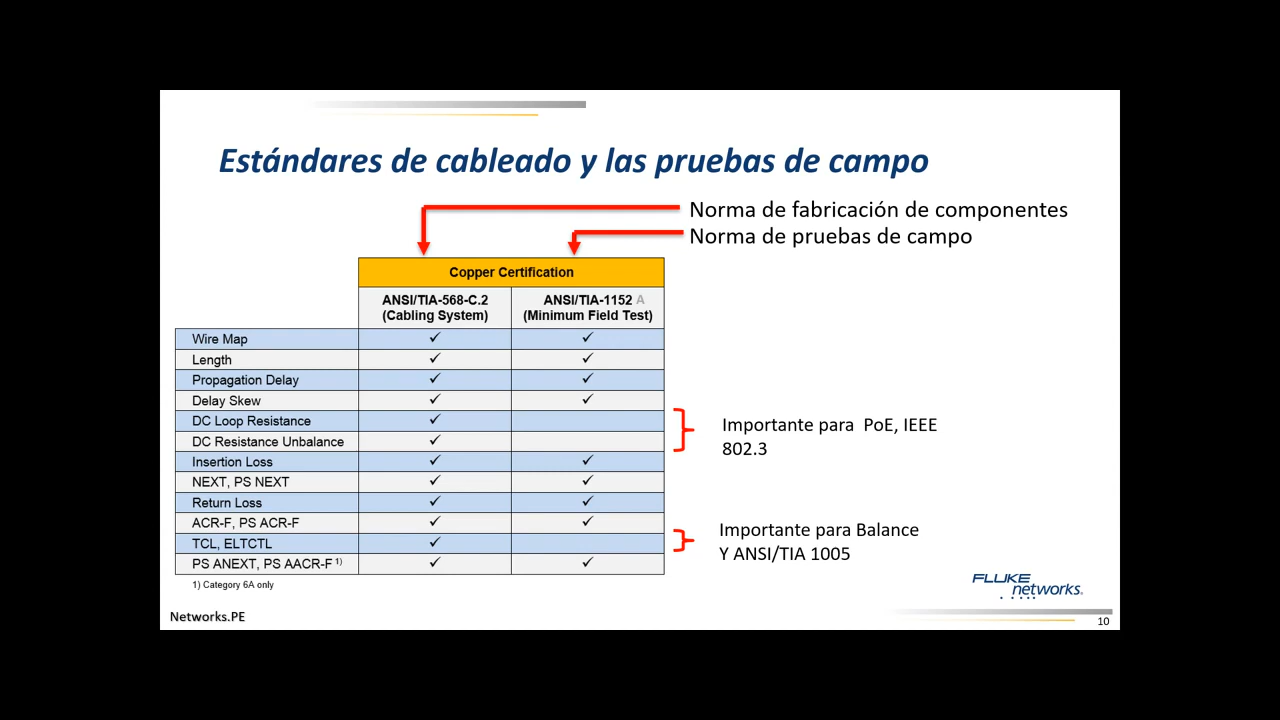 Estándares de cableado y las pruebas de campo
Norma de fabricación de componentes
Norma de pruebas de campo
Copper Certification
ANSI/TIA-568-C.2 ANSI/TIA-1152 A
(Cabling System) (Minimum Field Test)
Wire Map ✓ ✓
Length ✓ ✓
Propagation Delay ✓ ✓
Delay Skew ✓ ✓
DC Loop Resistance ✓
DC Resistance Unbalance ✓
Importante para PoE, IEEE
802.3
Insertion Loss ✓ ✓
NEXT, PS NEXT ✓ ✓
Return Loss ✓ ✓
ACR-F, PS ACR-F ✓ ✓
TCL, ELTCTL ✓
Importante para Balance
Y ANSI/TIA 1005
PS ANEXT, PS AACR-F 1) ✓ ✓
1) Category 6A only
FLUKE
networks.
Networks.PE
10